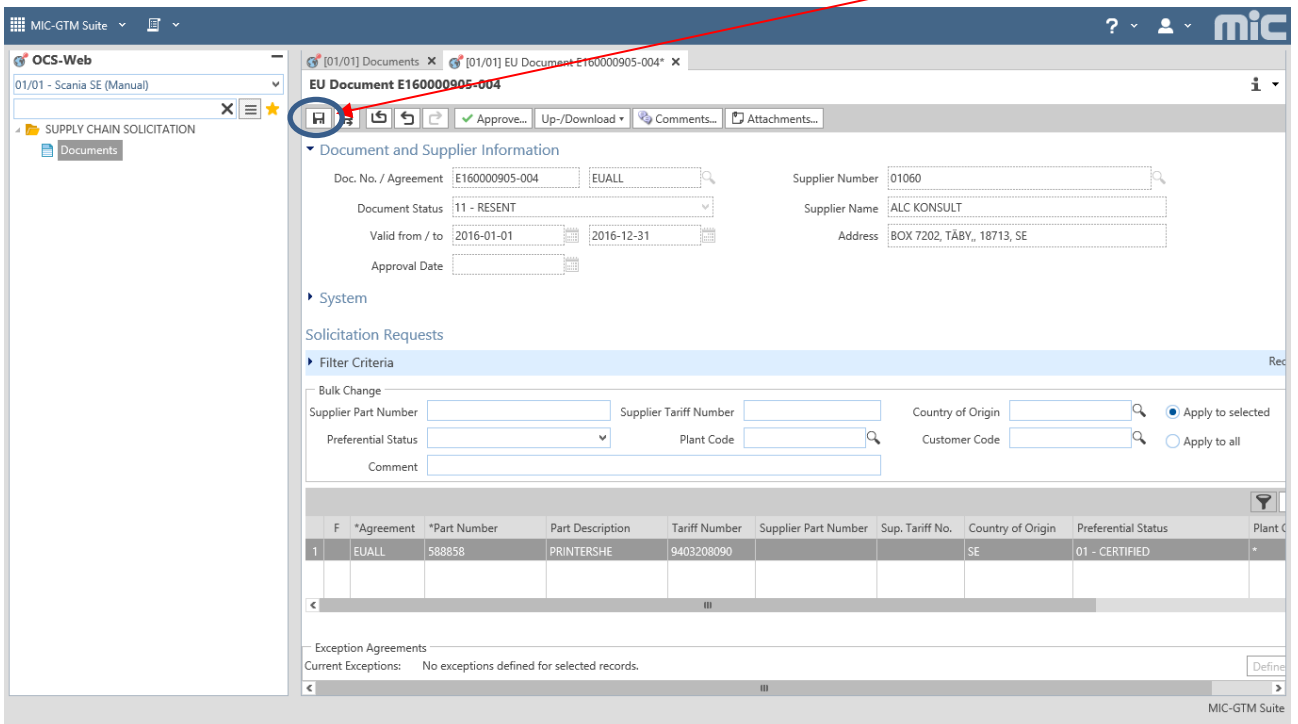 MIC-GTM Suite
?
mic
OCS-Web
[01/01] Documents
[01/01] EU Document E160000905-004*
01/01 - Scania SE (Manual)
EU Document E160000905-004
SUPPLY CHAIN SOLICITATION
Documents
Approve... Up-/Download Comments... Attachments...
Document and Supplier Information
Doc. No. / Agreement E160000905-004 EUALL Supplier Number 01060
Document Status 11 - RESENT Supplier Name ALC KONSULT
Valid from / to 2016-01-01 2016-12-31 Address BOX 7202, TÄBY,, 18713, SE
Approval Date
System
Solicitation Requests
Filter Criteria Rec
Bulk Change
Supplier Part Number Supplier Tariff Number Country of Origin Apply to selected
Preferential Status Plant Code Customer Code Apply to all
Comment
F *Agreement *Part Number Part Description Tariff Number Supplier Part Number Sup. Tariff No. Country of Origin Preferential Status Plant
1 EUALL 588858 PRINTERSHE 9403208090 SE 01 - CERTIFIED *
Exception Agreements
Current Exceptions: No exceptions defined for selected records. Define
MIC-GTM Suite